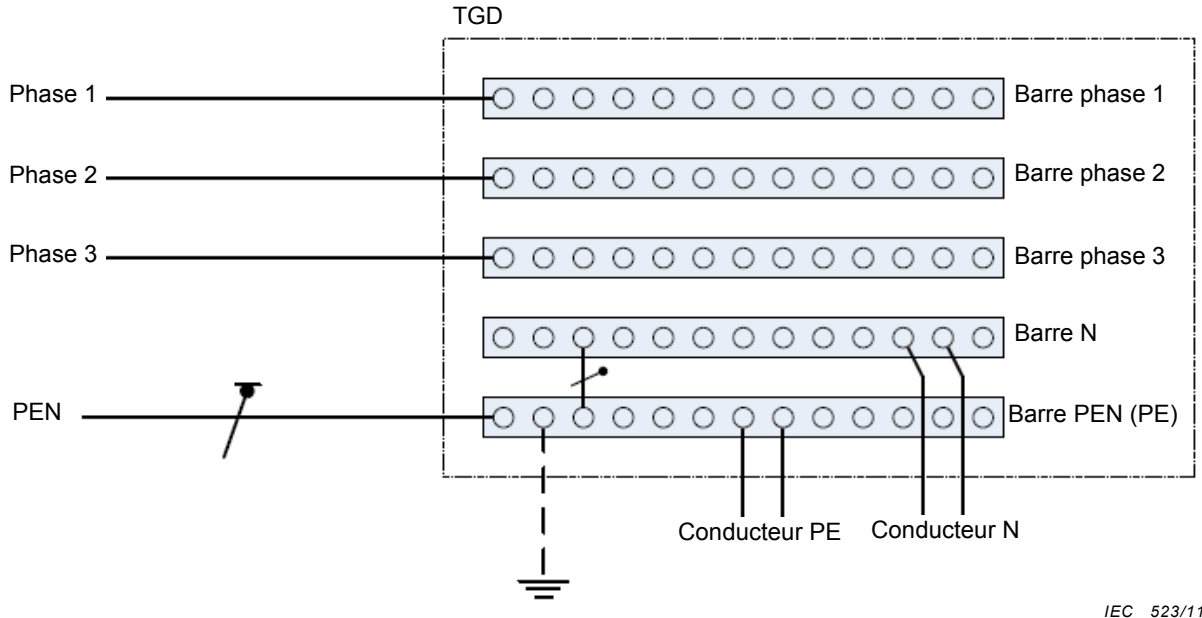 TGD
Phase 1
Barre phase 1
Phase 2
Barre phase 2
Phase 3
Barre phase 3
Barre N
PEN
Barre PEN (PE)
Conducteur PE
Conducteur N
IEC 523/11